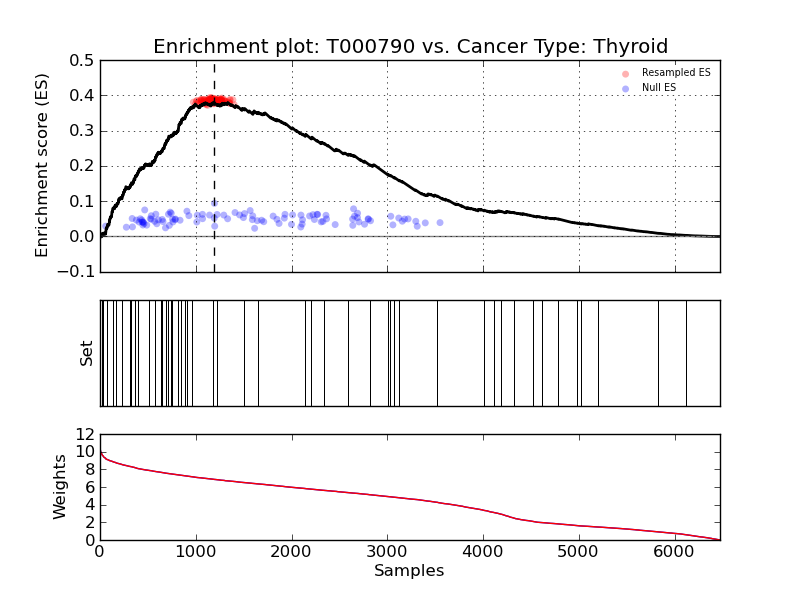 Enrichment plot: T000790 vs. Cancer Type: Thyroid
Enrichment score (ES)
0.5
0.4
0.3
0.2
0.1
0.0
−0.1
Resampled ES
Null ES
Set
Weights
12
10
8
6
4
2
0
0 1000 2000 3000 4000 5000 6000
Samples